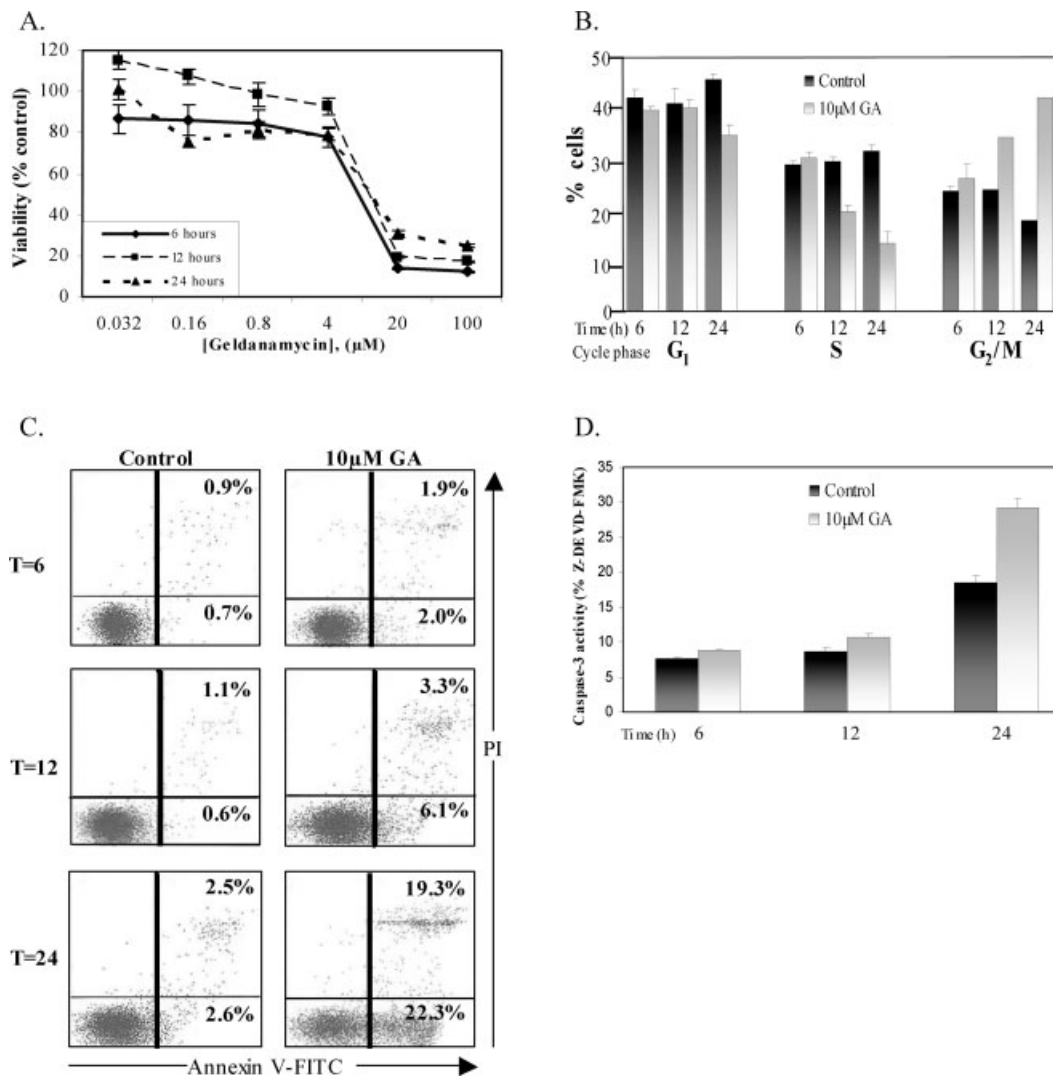 A.
120
100
80
60
40
20
0
Viability (% control)
6 hours
12 hours
24 hours
0.032 0.16 0.8 4 20 100
[Geldanamycin], (µM)
B.
50
40
30
20
10
0
% cells
Control
10µM GA
Time (h) 6 12 24 6 12 24 6 12 24
Cycle phase G1 S G2/M
C.
Control 10µM GA
T=6
0.9% 1.9%
0.7% 2.0%
T=12
1.1% 3.3%
0.6% 6.1%
T=24
2.5% 19.3%
2.6% 22.3%
PI
Annexin V-FITC
D.
35
30
25
20
15
10
5
0
Caspase-3 activity (% Z-DEVD-FMK)
Control
10µM GA
Time (h) 6 12 24